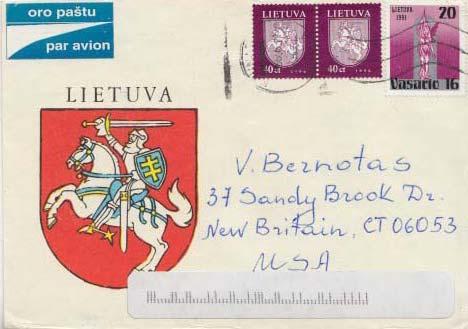 oro paštu
par avion
LIETUVA
40 ct
LIETUVA
40 ct
LIETUVA
1991
20
Vasario 16
LIETUVA
V. Bernotas
37 Sandy Brook Dr.
New Britain, CT 06053
USA